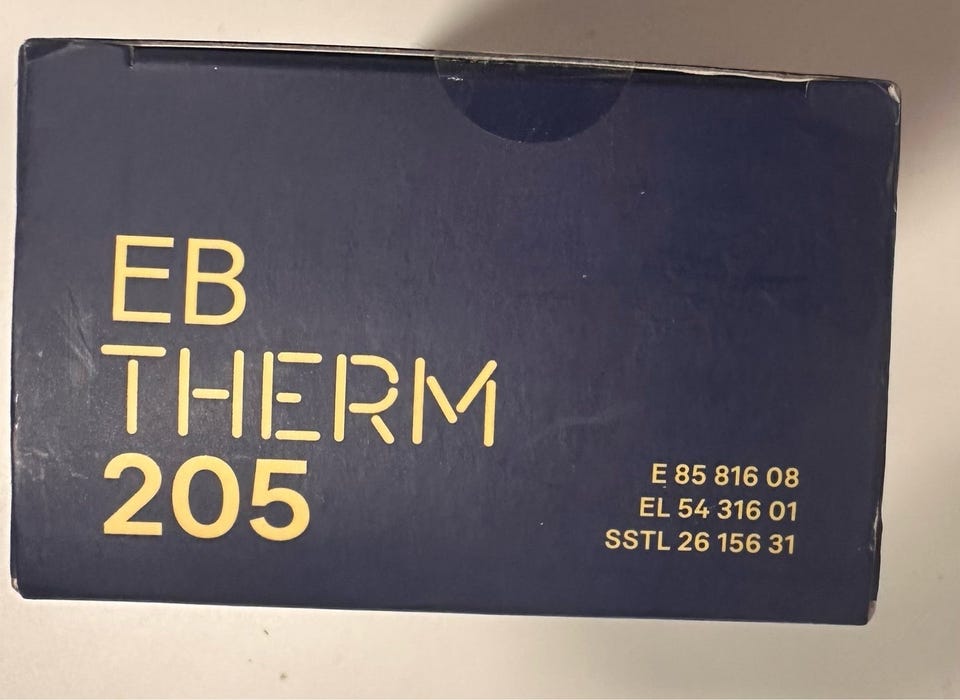 EB
THERM
205
E 85 816 08
EL 54 316 01
SSTL 26 156 31